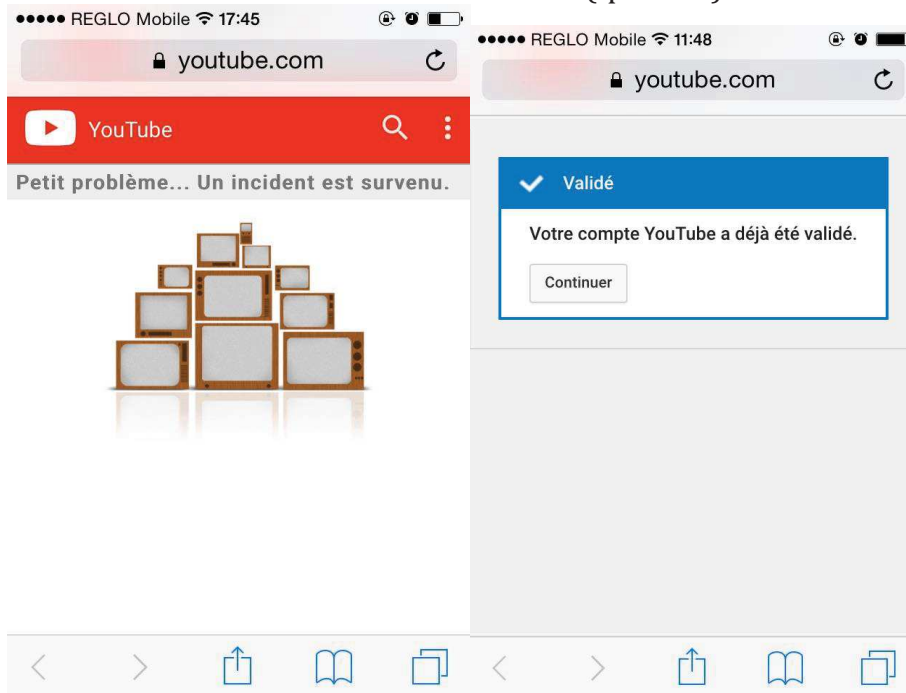 REGLO Mobile 17:45
youtube.com
YouTube
Petit problème... Un incident est survenu.
REGLO Mobile 11:48
youtube.com
Validé
Votre compte YouTube a déjà été validé.
Continuer